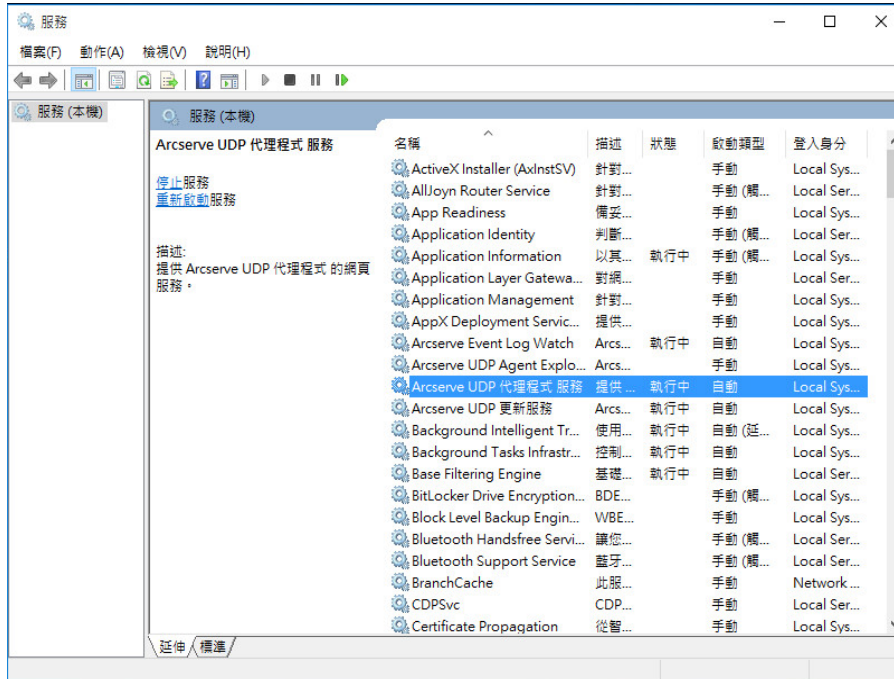 服務
檔案(F) 動作(A) 檢視(V) 說明(H)
服務 (本機)
服務 (本機)
Arcserve UDP 代理程式 服務
停止服務
重新啟動服務
描述:
提供 Arcserve UDP 代理程式 的網頁
服務。
名稱 描述 狀態 啟動類型 登入身分
ActiveX Installer (AxInstSV) 針對... 手動 Local Sys...
AllJoyn Router Service 針對... 手動 (觸... Local Ser...
App Readiness 備妥... 手動 Local Sys...
Application Identity 判斷... 手動 (觸... Local Ser...
Application Information 以其... 執行中 手動 (觸... Local Sys...
Application Layer Gatewa... 對網... 手動 Local Ser...
Application Management 針對... 手動 Local Sys...
AppX Deployment Servic... 提供... 手動 Local Sys...
Arcserve Event Log Watch Arcs... 執行中 自動 Local Sys...
Arcserve UDP Agent Explo... Arcs... 手動 Local Sys...
Arcserve UDP 代理程式 服務 提供 ... 執行中 自動 Local Sys...
Arcserve UDP 更新服務 Arcs... 執行中 自動 Local Sys...
Background Intelligent Tr... 使用... 執行中 自動 (延... Local Sys...
Background Tasks Infrastr... 控制... 執行中 自動 Local Sys...
Base Filtering Engine 基礎... 執行中 自動 Local Ser...
BitLocker Drive Encryption... BDE... 手動 (觸... Local Sys...
Block Level Backup Engin... WBE... 手動 Local Sys...
Bluetooth Handsfree Servi... 讓您... 手動 (觸... Local Ser...
Bluetooth Support Service 藍牙... 手動 (觸... Local Ser...
BranchCache 此服... 手動 Network ...
CDPSvc CDP... 手動 Local Ser...
Certificate Propagation 從智... 手動 Local Sys...
延伸 標準